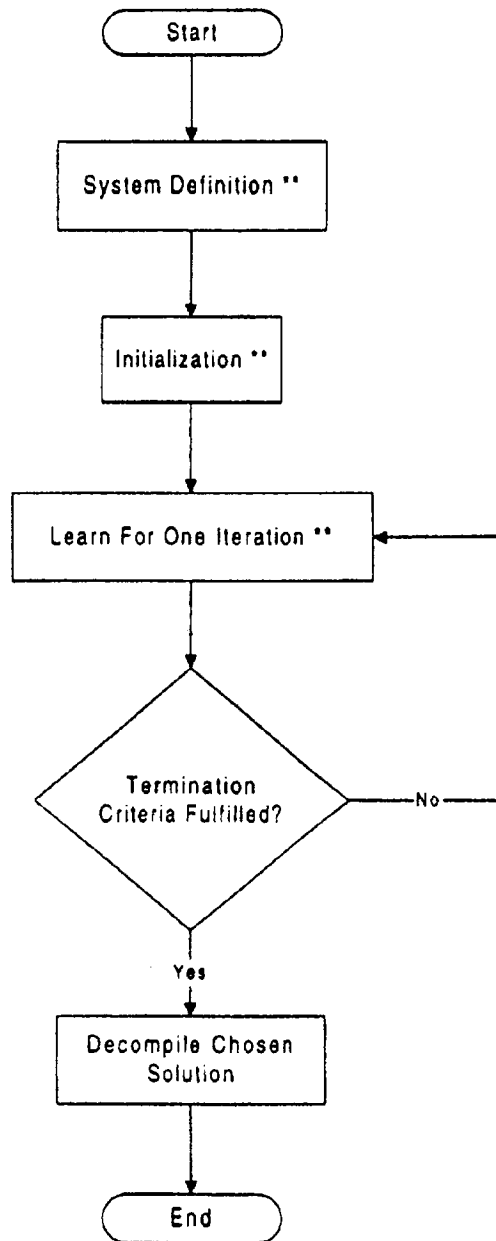 Start
System Definition **
Initialization **
Learn For One Iteration **
Termination
Criteria Fulfilled?
No
Yes
Decompile Chosen
Solution
End